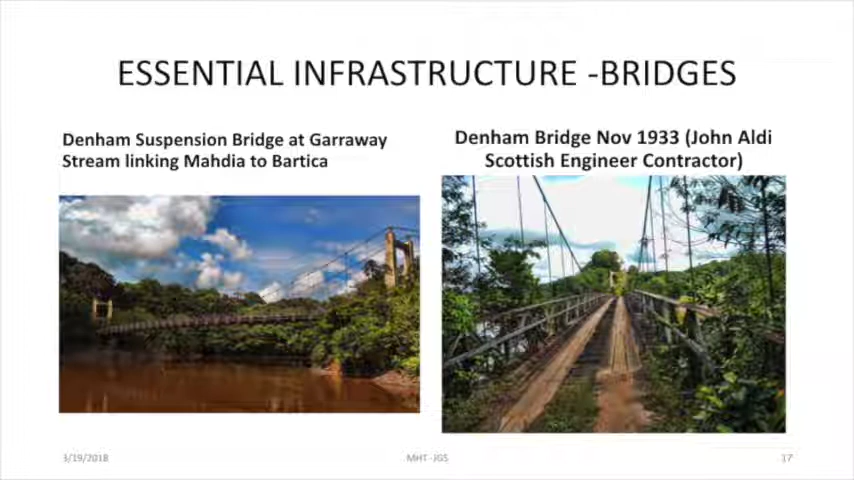 ESSENTIAL INFRASTRUCTURE -BRIDGES
Denham Suspension Bridge at Garraway
Stream linking Mahdia to Bartica
Denham Bridge Nov 1933 (John Aldi
Scottish Engineer Contractor)
3/19/2018
MHT -JGS
17